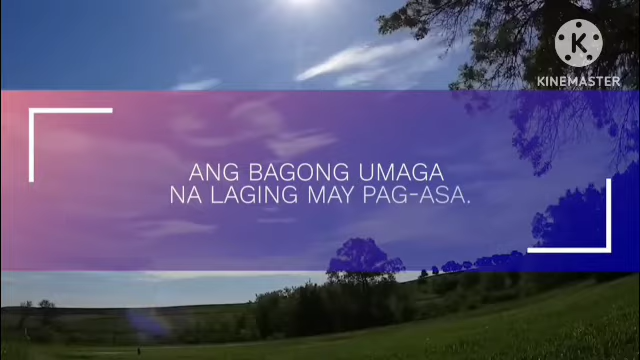 K
KINEMASTER
ANG BAGONG UMAGA
NA LAGING MAY PAG-ASA.